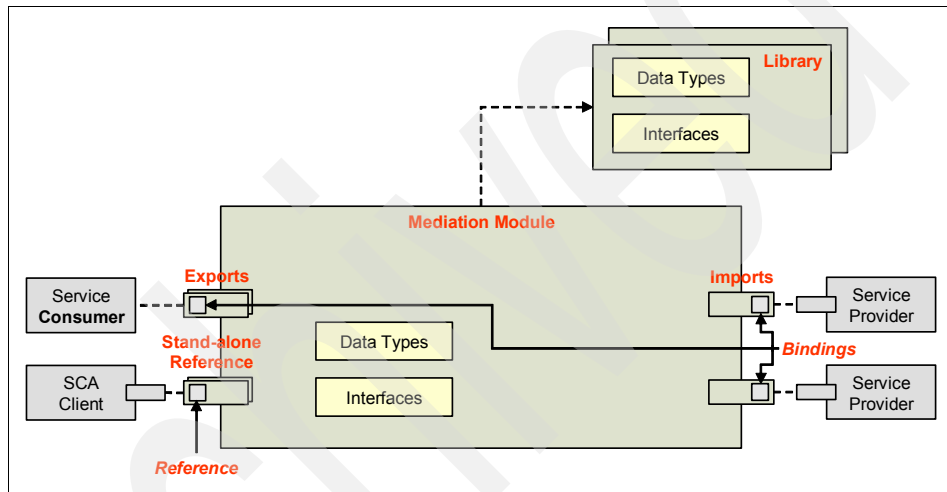 Library
Data Types
Interfaces
Mediation Module
Exports
Imports
Service
Consumer
Service
Provider
Stand-alone
Reference
Data Types
Bindings
SCA
Client
Interfaces
Service
Provider
Reference